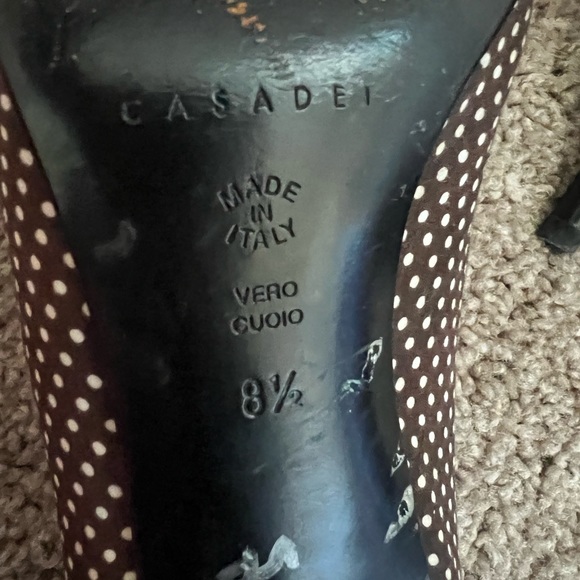 CASADEI
MADE
IN
ITALY
VERO
CUOIO
8½